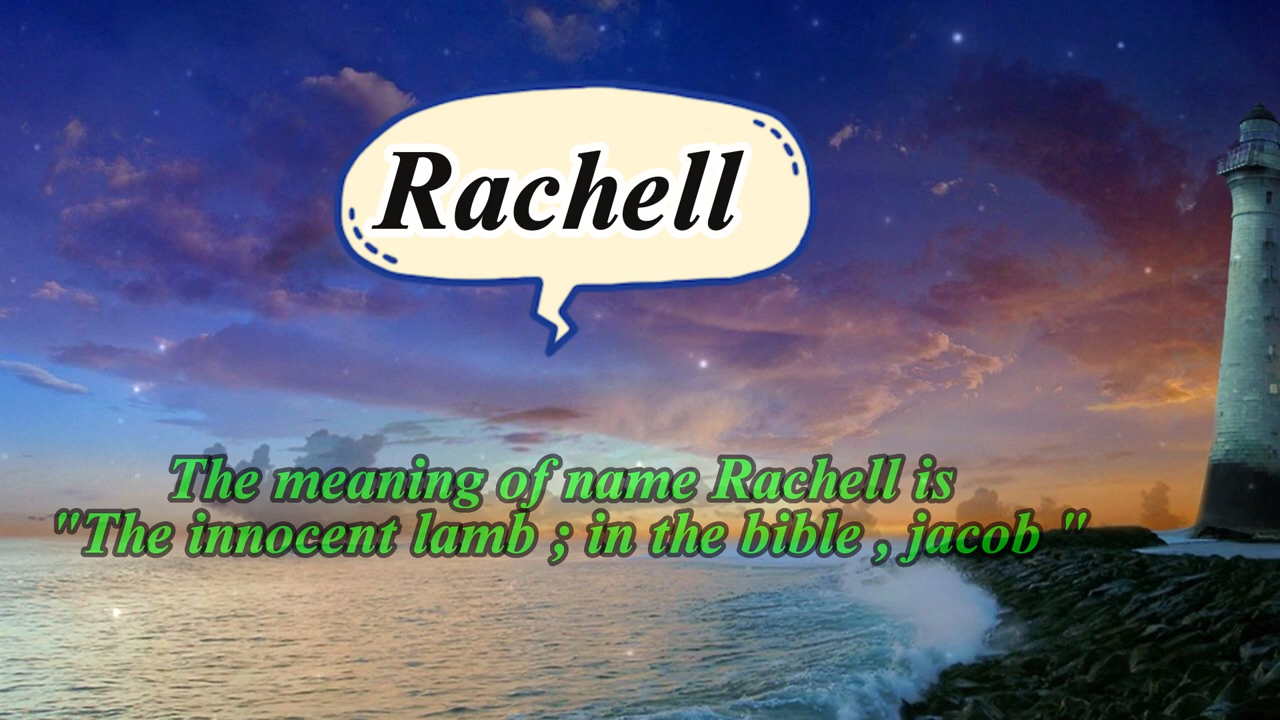 Rachell
The meaning of name Rachell is
"The innocent lamb ; in the bible , jacob "